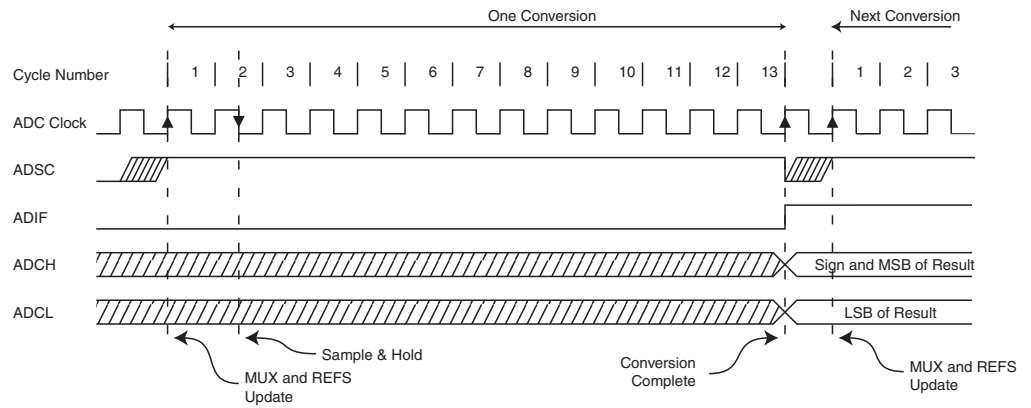 One Conversion
Next Conversion
Cycle Number
1 2 3 4 5 6 7 8 9 10 11 12 13 1 2 3
ADC Clock
ADSC
ADIF
ADCH
Sign and MSB of Result
ADCL
LSB of Result
Sample & Hold
MUX and REFS
Update
Conversion
Complete
MUX and REFS
Update